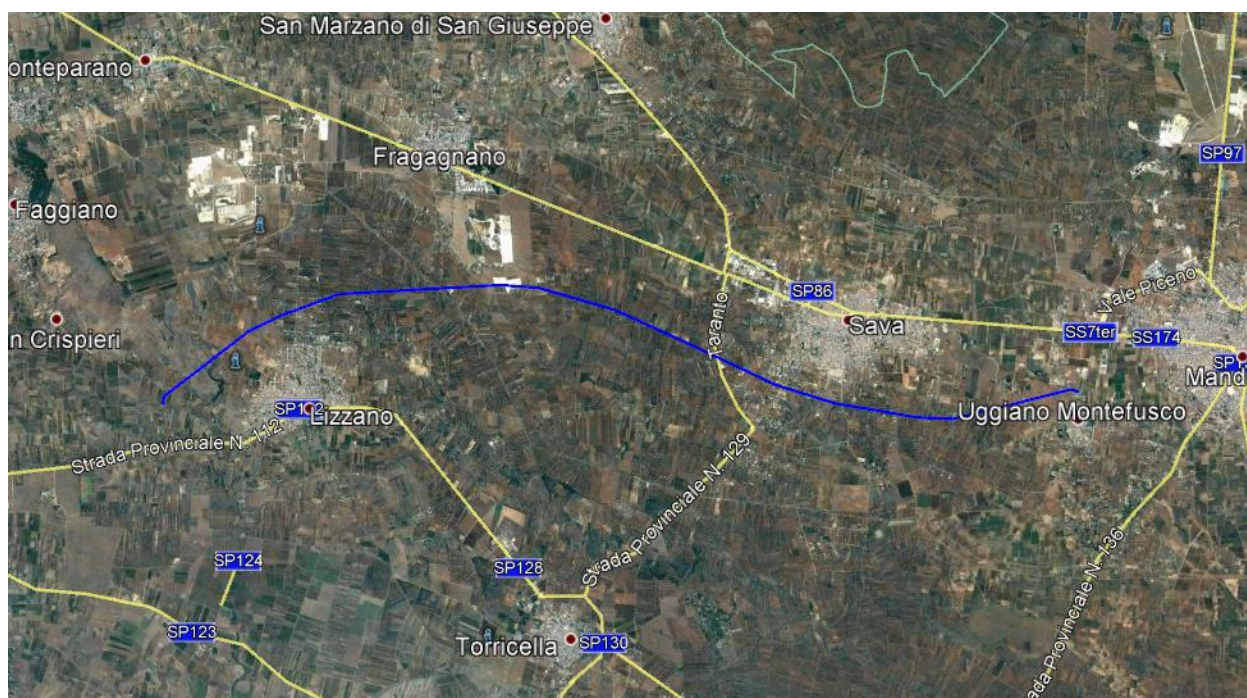 San Marzano di San Giuseppe
onteparano
SP97
Fragagnano
Faggiano
Viale Piceno
SP86
Taranto
Sava
n Crispieri
SS7ter
SS174
Mand
Uggiano Montefusco
Lizzano
Strada Provinciale N. 112
Strada Provinciale N. 129
SP124
SP128
rada Provinciale N. 136
SP123
Torricella
SP130